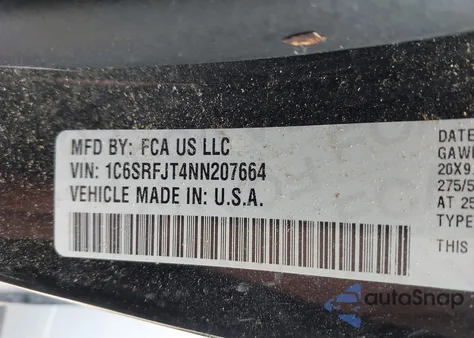 MFD BY: FCA US LLC
VIN: 1C6SRFJT4NN207664
VEHICLE MADE IN: U.S.A.
DATE
GAWR
20X9.
275/5
AT 25
TYPE
THIS
autoSnap